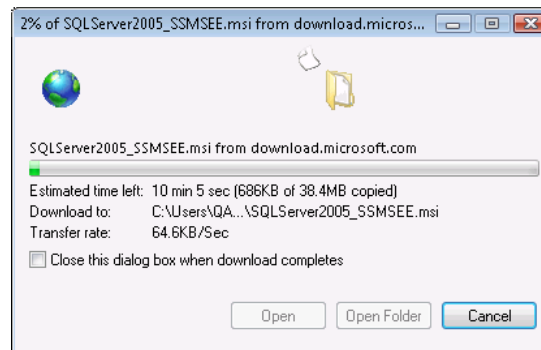 2% of SQLServer2005_SSMSEE.msi from download.micros...
SQLServer2005_SSMSEE.msi from download.microsoft.com
Estimated time left: 10 min 5 sec (686KB of 38.4MB copied)
Download to: C:\Users\QA...\SQLServer2005_SSMSEE.msi
Transfer rate: 64.6KB/Sec
Close this dialog box when download completes
Open Open Folder Cancel